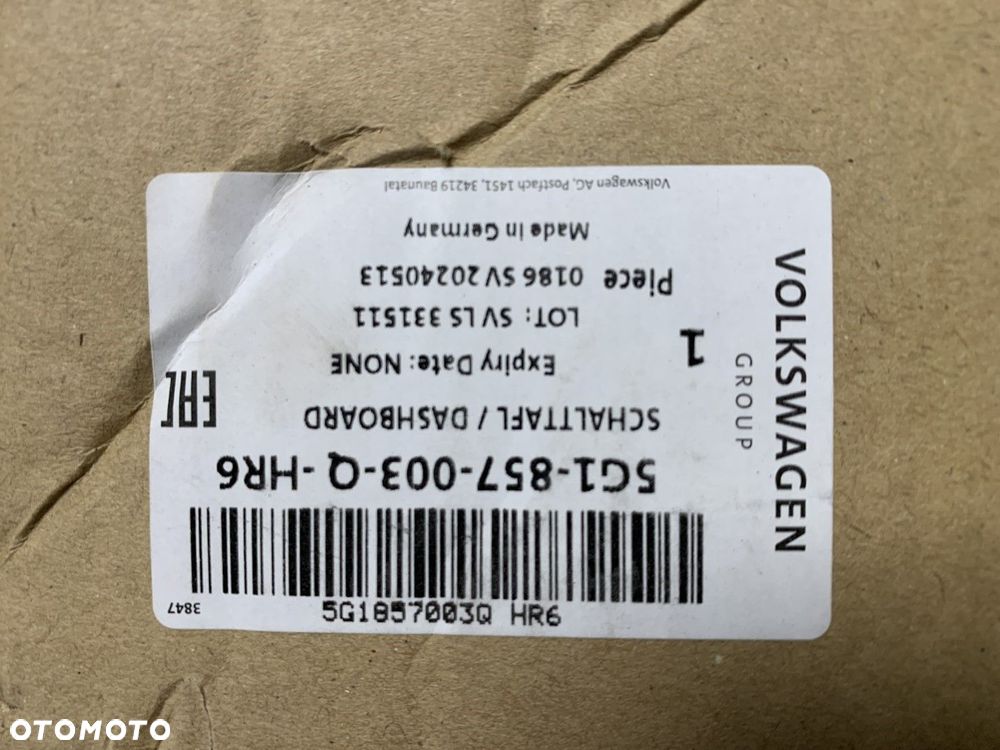 VOLKSWAGEN
GROUP
Volkswagen AG, Postfach 1451, 34219 Baunatal
Made in Germany
Piece 0186 SV 20240513
1
LOT: SV LS 331511
Expiry Date: NONE
SCHALTTAFL / DASHBOARD
EAC
5G1-857-003-Q -HR6
5G1857003Q HR6
3847
OTOMOTO